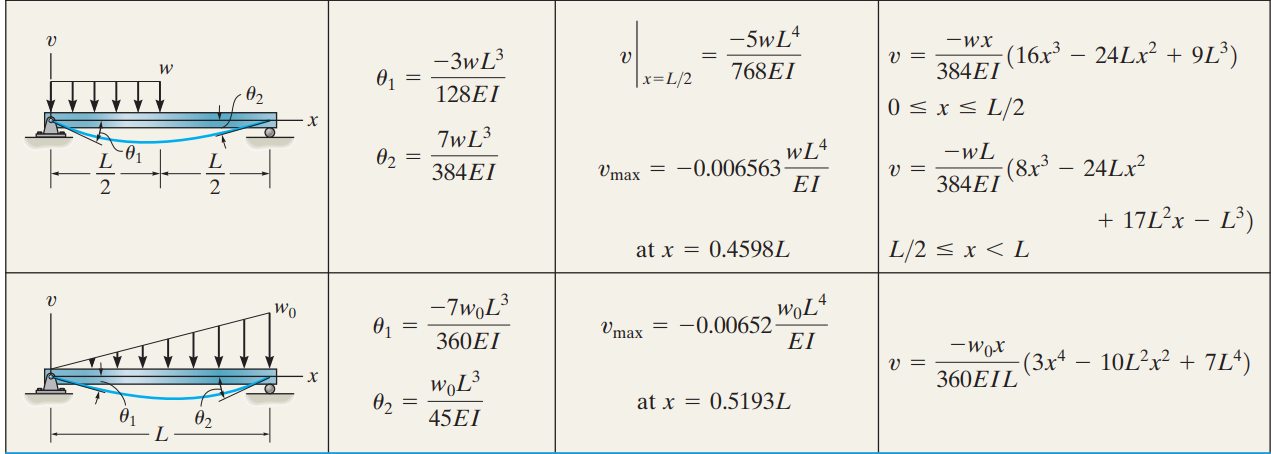 v
w
θ₂
x
θ₁
L/2 L/2
θ₁ = −3wL³/128EI
θ₂ = 7wL³/384EI
v|ₓ₌L/2 = −5wL⁴/768EI
vmax = −0.006563 wL⁴/EI
at x = 0.4598L
v = −wx/384EI (16x³ − 24Lx² + 9L³)
0 ≤ x ≤ L/2
v = −wL/384EI (8x³ − 24Lx²
+ 17L²x − L³)
L/2 ≤ x < L
v
w₀
x
θ₁ θ₂
L
θ₁ = −7w₀L³/360EI
θ₂ = w₀L³/45EI
vmax = −0.00652 w₀L⁴/EI
at x = 0.5193L
v = −w₀x/360EIL (3x⁴ − 10L²x² + 7L⁴)